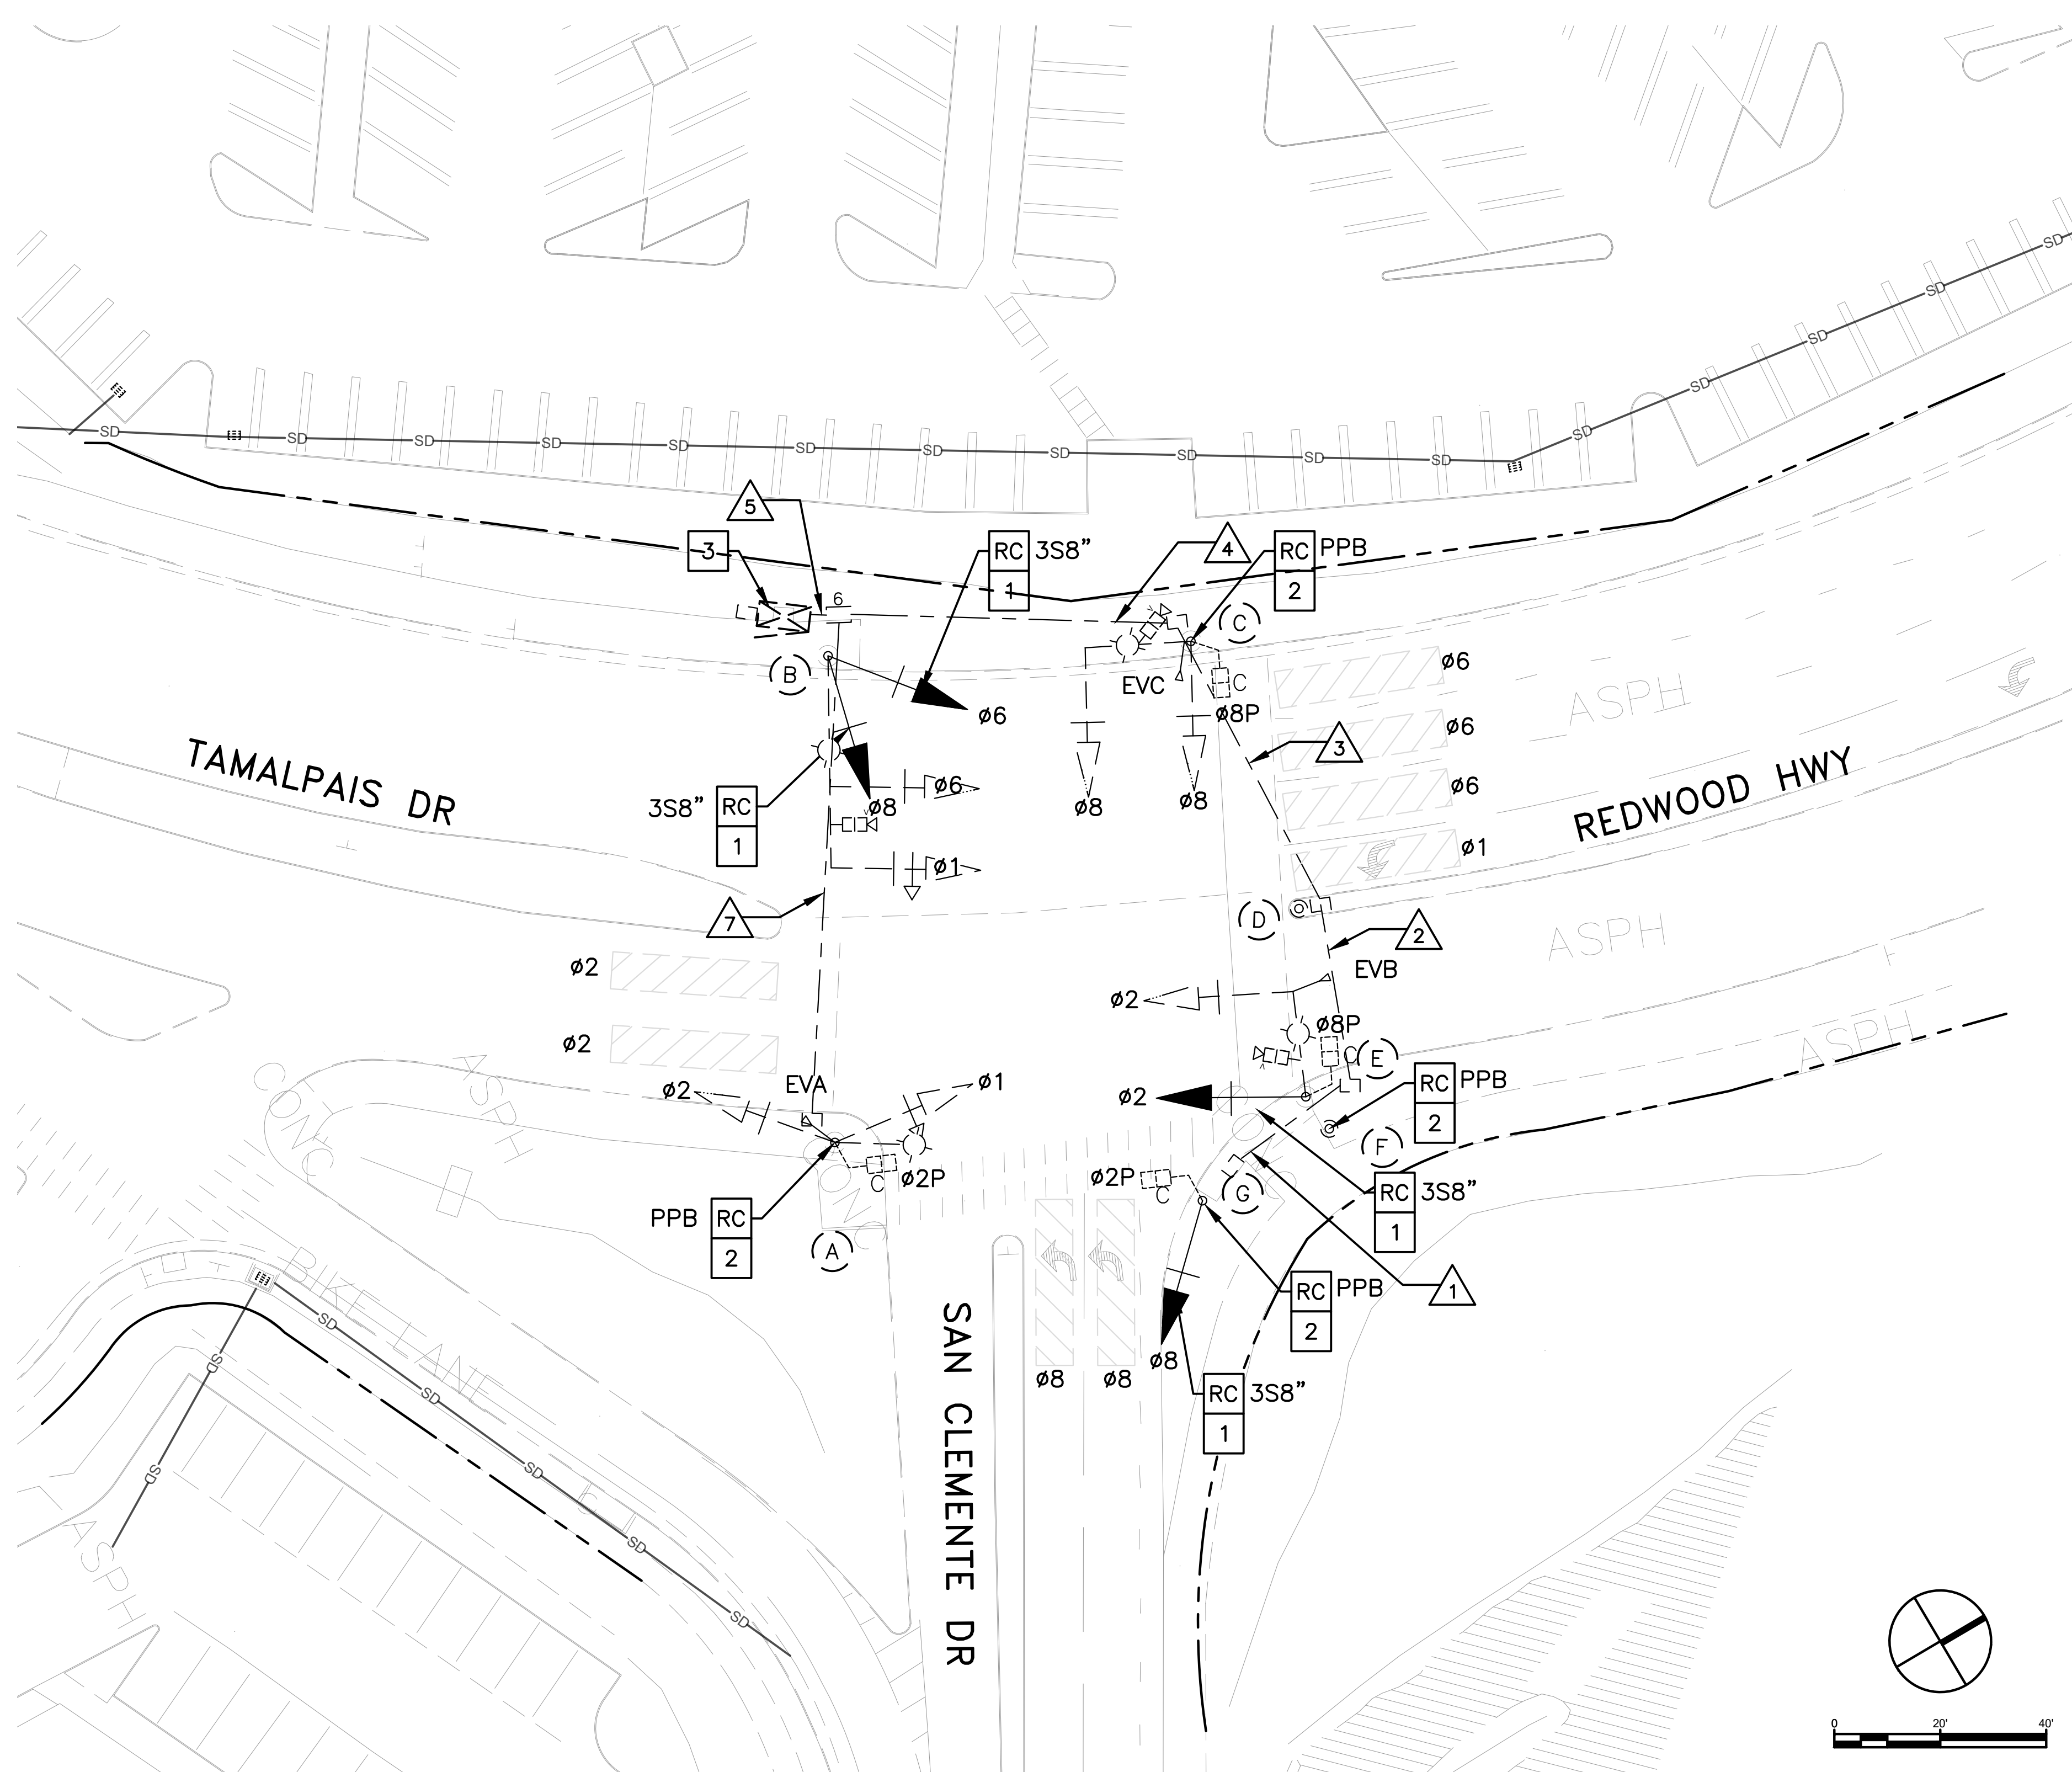 SD SD SD SD SD SD SD SD SD SD SD SD SD SD SD SD SD
5
3
RC 3S8”
1
4
RC PPB
2
6
C
B
EVC
C
ø6
ø6
ø8P
ASPH
ø6
3
TAMALPAIS DR
ø6
ø6
REDWOOD HWY
3S8” RC
1
ø8
ø8
ø8
ø1
ø1
7
D
2
ASPH
ø2
EVB
ø2
ø8P
ASPH
ø2
C
E
CONC
ASPH
EVA
ø2
ø1
ø2
RC PPB
2
F
CONC
C
ø2P
ø2P
C
G
PPB RC
2
A
RC 3S8”
1
BIKE LANE
RC PPB
2
1
SD
SAN CLEMENTE DR
ø8
ø8
ø8
RC 3S8”
1
SD
SD
SD
SD
SD
ASPH
SD
0 20' 40'